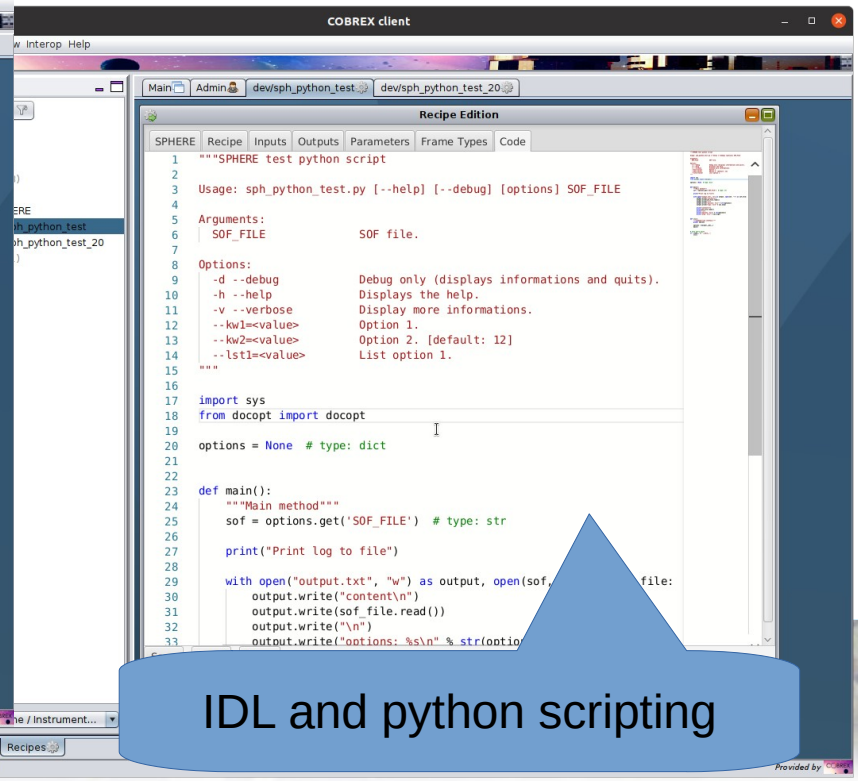 COBREX client
w Interop Help
Main Admin dev/sph_python_test dev/sph_python_test_20
Recipe Edition
SPHERE Recipe Inputs Outputs Parameters Frame Types Code
ERE
ph_python_test
ph_python_test_20
1 """SPHERE test python script
2
3 Usage: sph_python_test.py [--help] [--debug] [options] SOF_FILE
4
5 Arguments:
6 SOF_FILE SOF file.
7
8 Options:
9 -d --debug Debug only (displays informations and quits).
10 -h --help Displays the help.
11 -v --verbose Display more informations.
12 --kw1=<value> Option 1.
13 --kw2=<value> Option 2. [default: 12]
14 --lst1=<value> List option 1.
15 """
16
17 import sys
18 from docopt import docopt
19
20 options = None # type: dict
21
22
23 def main():
24 """Main method"""
25 sof = options.get('SOF_FILE') # type: str
26
27 print("Print log to file")
28
29 with open("output.txt", "w") as output, open(sof, file:
30 output.write("content\n")
31 output.write(sof_file.read())
32 output.write("\n")
33 output.write("options: %s\n" % str(optio
IDL and python scripting
ne / Instrument...
Recipes
Provided by